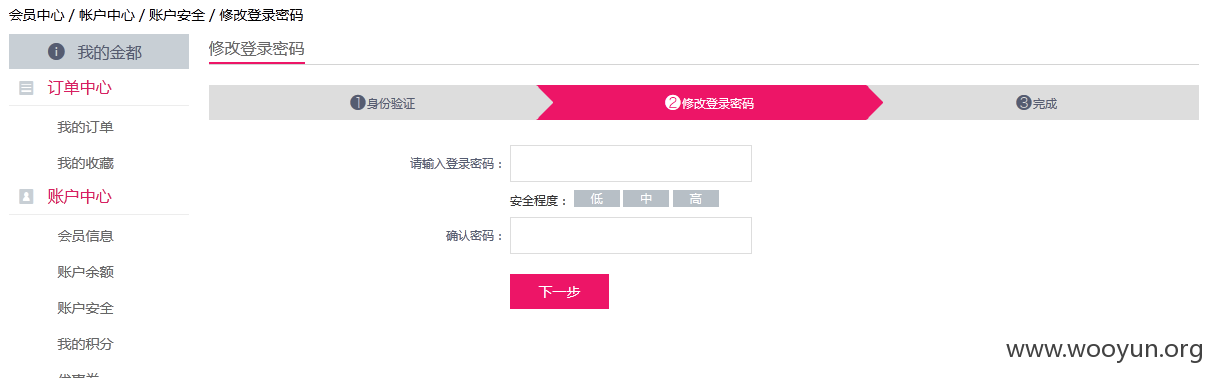 会员中心 / 帐户中心 / 账户安全 / 修改登录密码
我的金都
订单中心
我的订单
我的收藏
账户中心
会员信息
账户余额
账户安全
我的积分
优惠券
修改登录密码
❶身份验证
❷修改登录密码
❸完成
请输入登录密码：
安全程度： 低 中 高
确认密码：
下一步
www.wooyun.org